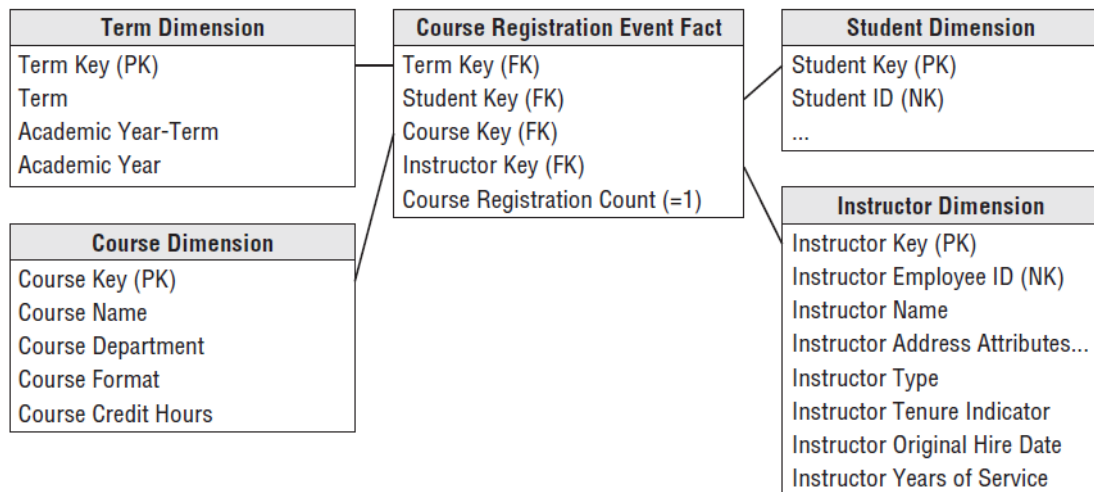 Term Dimension
Term Key (PK)
Term
Academic Year-Term
Academic Year
Course Dimension
Course Key (PK)
Course Name
Course Department
Course Format
Course Credit Hours
Course Registration Event Fact
Term Key (FK)
Student Key (FK)
Course Key (FK)
Instructor Key (FK)
Course Registration Count (=1)
Student Dimension
Student Key (PK)
Student ID (NK)
...
Instructor Dimension
Instructor Key (PK)
Instructor Employee ID (NK)
Instructor Name
Instructor Address Attributes...
Instructor Type
Instructor Tenure Indicator
Instructor Original Hire Date
Instructor Years of Service